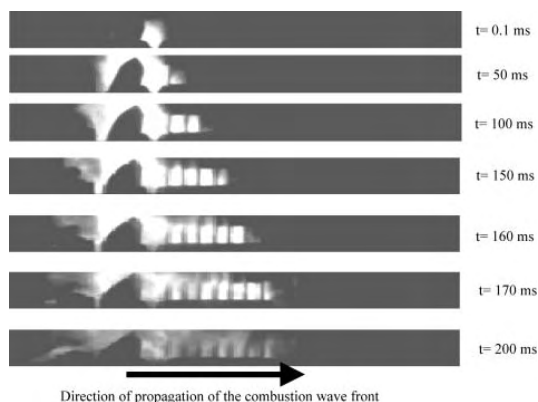 t= 0.1 ms
t= 50 ms
t= 100 ms
t= 150 ms
t= 160 ms
t= 170 ms
t= 200 ms
Direction of propagation of the combustion wave front